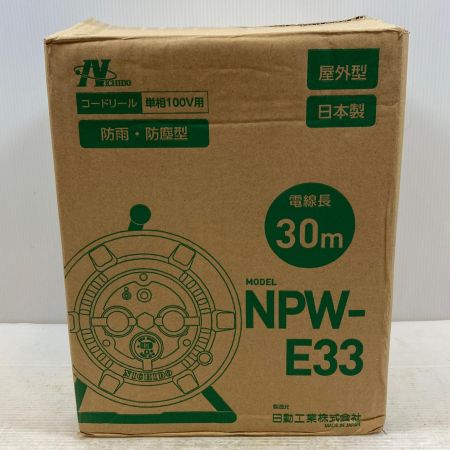 NICHIDO
屋外型
コードリール 単相100V用
日本製
防雨・防塵型
電線長
30m
MODEL
NPW-
E33
NICHIDO
製造元
日動工業株式会社
MADE IN JAPAN